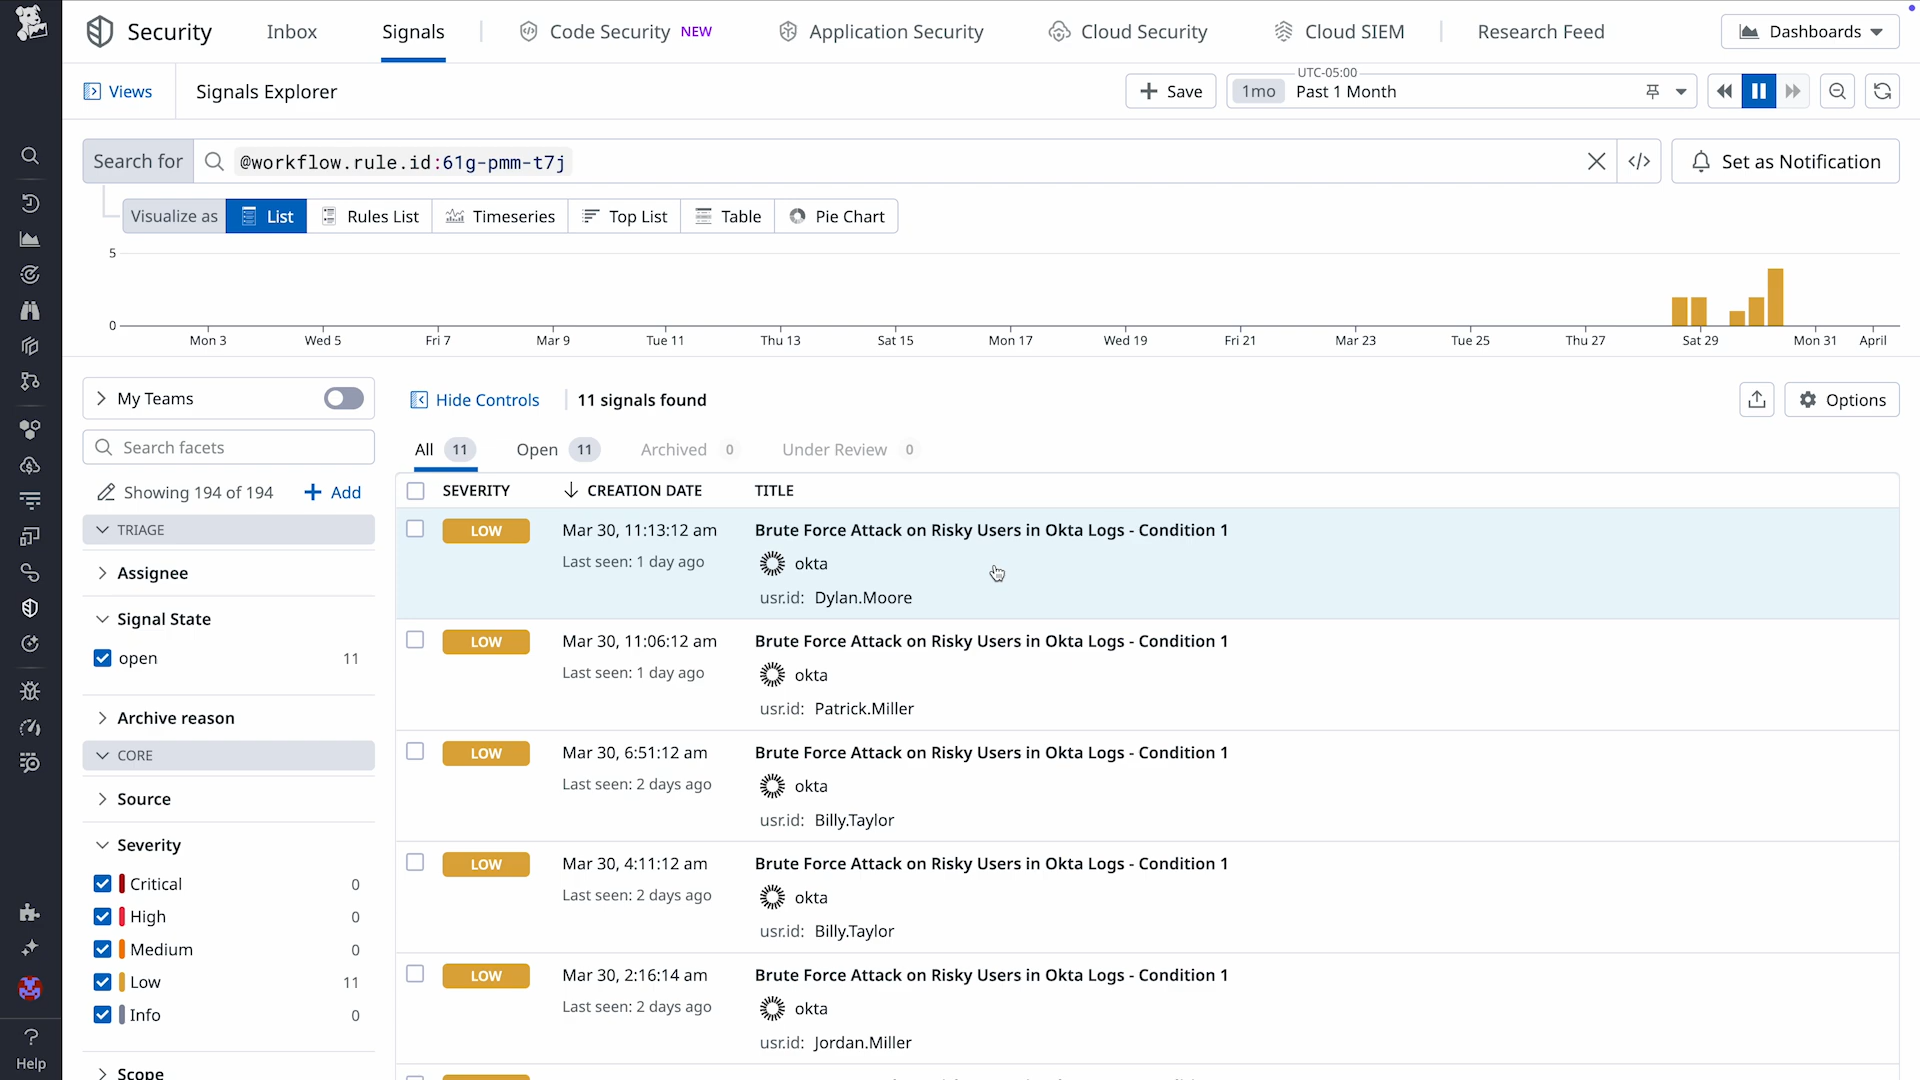 Security
Inbox
Signals
Code Security NEW
Application Security
Cloud Security
Cloud SIEM
Research Feed
Dashboards
Views
Signals Explorer
Save
UTC-05:00
1mo Past 1 Month
Search for
@workflow.rule.id:61g-pmm-t7j
</>
Set as Notification
Visualize as
List
Rules List
Timeseries
Top List
Table
Pie Chart
5
0
Mon 3 Wed 5 Fri 7 Mar 9 Tue 11 Thu 13 Sat 15 Mon 17 Wed 19 Fri 21 Mar 23 Tue 25 Thu 27 Sat 29 Mon 31 April
My Teams
Search facets
Showing 194 of 194
Add
TRIAGE
Assignee
Signal State
open 11
Archive reason
CORE
Source
Severity
Critical 0
High 0
Medium 0
Low 11
Info 0
Scope
Hide Controls
11 signals found
Options
All 11
Open 11
Archived 0
Under Review 0
SEVERITY CREATION DATE TITLE
LOW Mar 30, 11:13:12 am Brute Force Attack on Risky Users in Okta Logs - Condition 1
Last seen: 1 day ago okta
usr.id: Dylan.Moore
LOW Mar 30, 11:06:12 am Brute Force Attack on Risky Users in Okta Logs - Condition 1
Last seen: 1 day ago okta
usr.id: Patrick.Miller
LOW Mar 30, 6:51:12 am Brute Force Attack on Risky Users in Okta Logs - Condition 1
Last seen: 2 days ago okta
usr.id: Billy.Taylor
LOW Mar 30, 4:11:12 am Brute Force Attack on Risky Users in Okta Logs - Condition 1
Last seen: 2 days ago okta
usr.id: Billy.Taylor
LOW Mar 30, 2:16:14 am Brute Force Attack on Risky Users in Okta Logs - Condition 1
Last seen: 2 days ago okta
usr.id: Jordan.Miller
?
Help